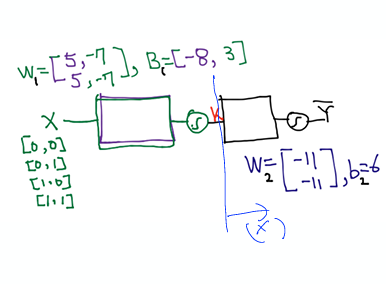 W₁=[5,-7
5,-7], B₁=[-8, 3]
X
S
K
S
Y
[0,0]
[0,1]
[1,0]
[1,1]
W₂=[-11
-11], b₂=6
(X)